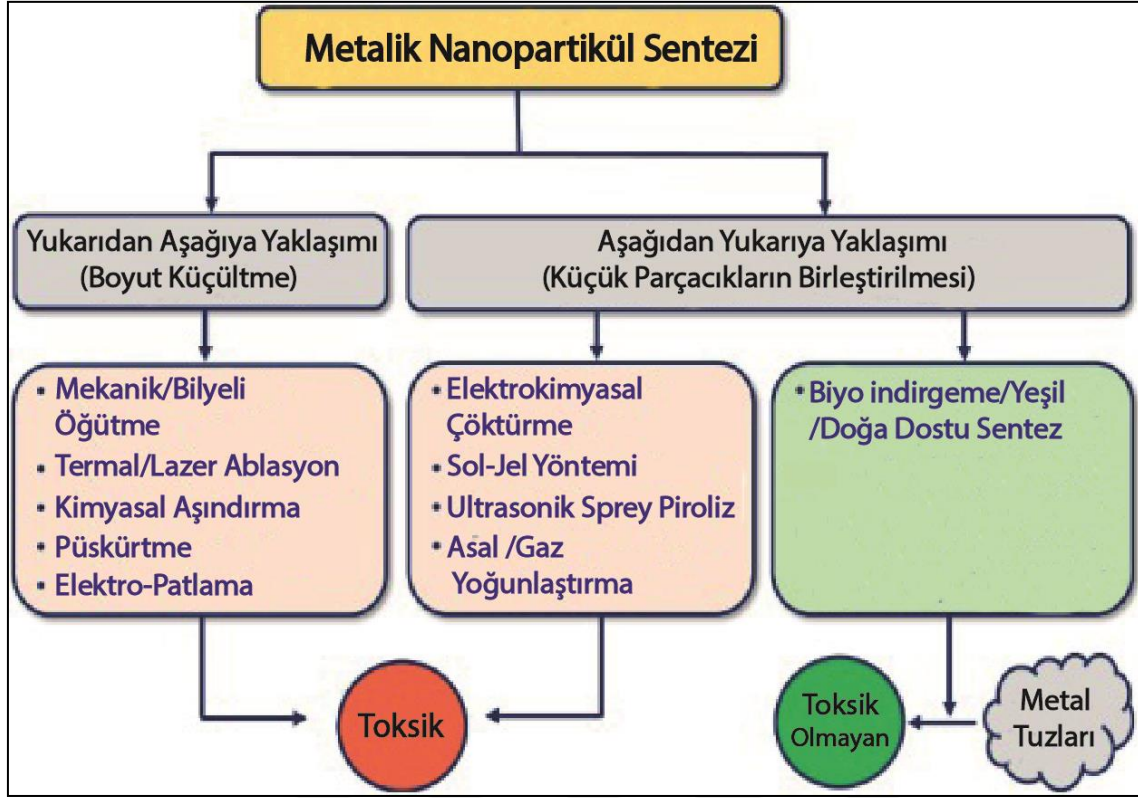 Metalik Nanopartikül Sentezi
Yukarıdan Aşağıya Yaklaşımı
(Boyut Küçültme)
Aşağıdan Yukarıya Yaklaşımı
(Küçük Parçacıkların Birleştirilmesi)
• Mekanik/Bilyeli
Öğütme
• Termal/Lazer Ablasyon
• Kimyasal Aşındırma
• Püskürtme
• Elektro-Patlama
• Elektrokimyasal
Çöktürme
• Sol-Jel Yöntemi
• Ultrasonik Sprey Piroliz
• Asal /Gaz
Yoğunlaştırma
• Biyo indirgeme/Yeşil
/Doğa Dostu Sentez
Toksik
Toksik
Olmayan
Metal
Tuzları